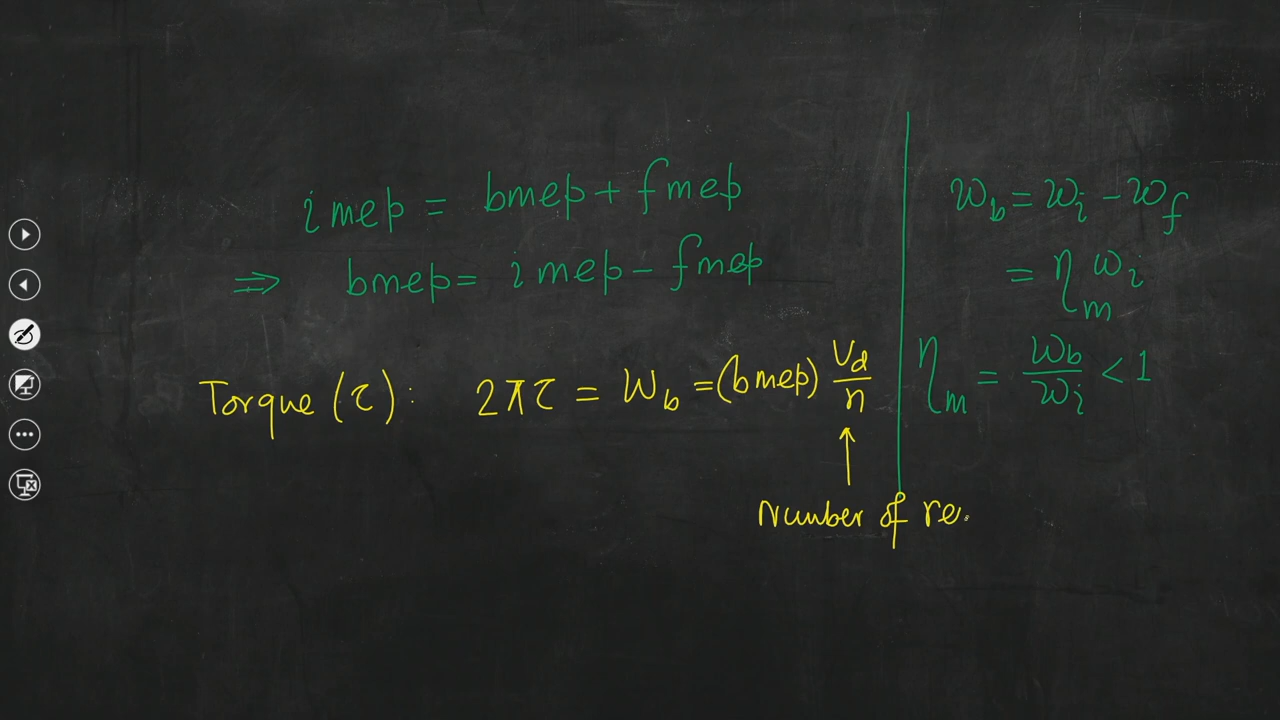 imep = bmep + fmep
⇒ bmep = imep - fmep
Torque (τ): 2πτ = W_b = (bmep) V_d/n
↑
Number of re.
w_b = w_i - w_f
= η_m w_i
η_m = w_b/w_i < 1